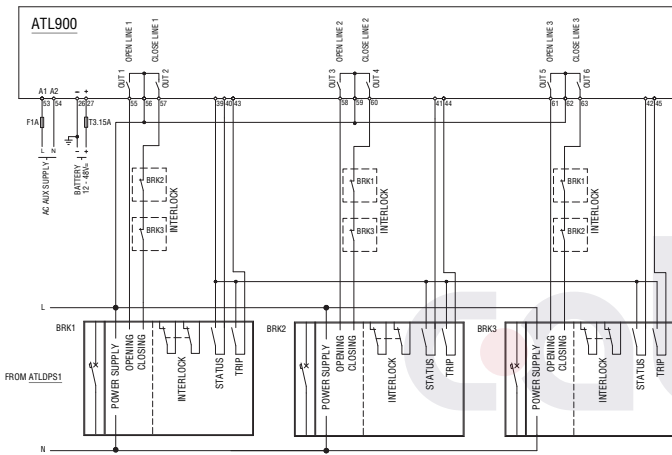 ATL900
OPEN LINE 1
CLOSE LINE 1
OPEN LINE 2
CLOSE LINE 2
OPEN LINE 3
CLOSE LINE 3
OUT 1
OUT 2
OUT 3
OUT 4
OUT 5
OUT 6
A1 A2
- +
53 54 26 27 55 56 57 39 40 43 58 59 60 41 44 61 62 63 42 45
F1A
T3.15A
L N
- +
AC AUX SUPPLY
BATTERY
12 - 48V=
BRK2
BRK3
INTERLOCK
BRK1
BRK3
INTERLOCK
BRK1
BRK2
INTERLOCK
L
BRK1
POWER SUPPLY
OPENING
CLOSING
INTERLOCK
STATUS
TRIP
BRK2
POWER SUPPLY
OPENING
CLOSING
INTERLOCK
STATUS
TRIP
BRK3
POWER SUPPLY
OPENING
CLOSING
INTERLOCK
STATUS
TRIP
FROM ATLDPS1
N